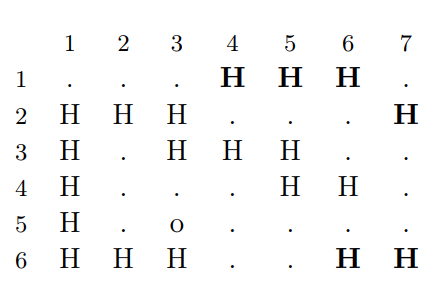 1 2 3 4 5 6 7
1 . . . H H H .
2 H H H . . . H
3 H . H H H . .
4 H . . . H H .
5 H . o . . . .
6 H H H . . H H